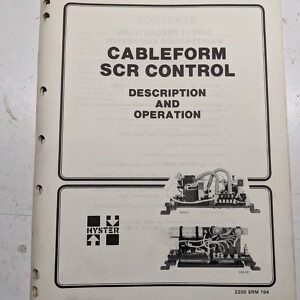 CABLEFORM
SCR CONTROL
DESCRIPTION
AND
OPERATION
HYSTER
2200 SRM 184